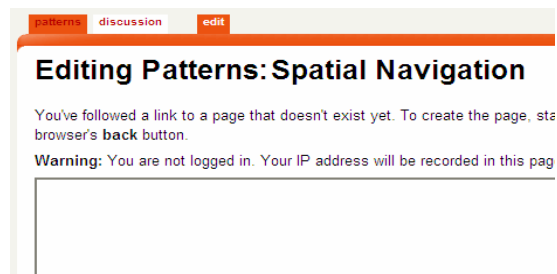 patterns discussion edit
Editing Patterns: Spatial Navigation
You've followed a link to a page that doesn't exist yet. To create the page,
browser's back button.
Warning: You are not logged in. Your IP address will be recorded in this